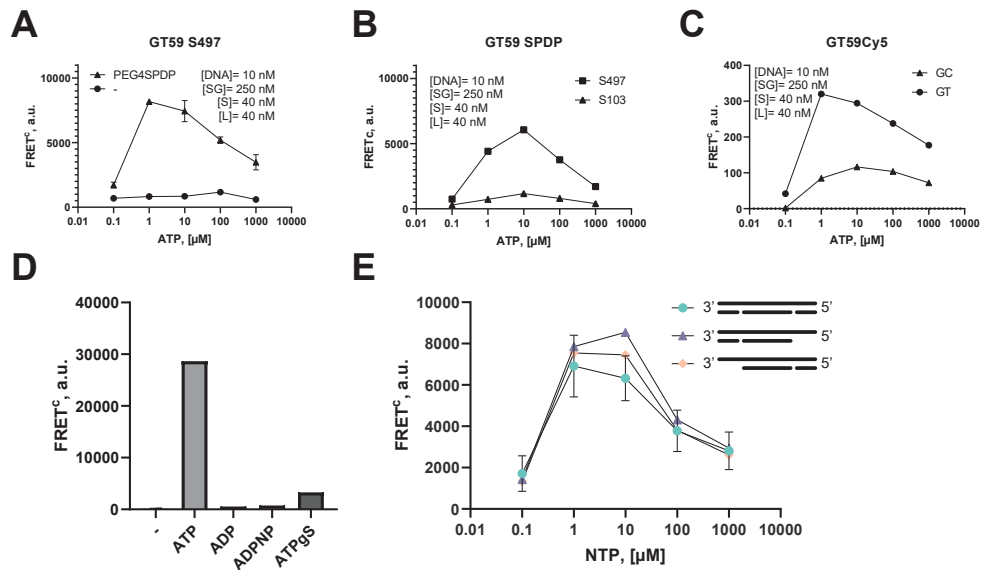 A
GT59 S497
10000
5000
0
FRETᶜ, a.u.
PEG4SPDP
-
[DNA]= 10 nM
[SG]= 250 nM
[S]= 40 nM
[L]= 40 nM
0.01 0.1 1 10 100 1000 10000
ATP, [µM]
B
GT59 SPDP
10000
5000
0
FRETc, a.u.
[DNA]= 10 nM
[SG]= 250 nM
[S]= 40 nM
[L]= 40 nM
S497
S103
0.01 0.1 1 10 100 1000 10000
ATP, [µM]
C
GT59Cy5
400
300
200
100
0
FRETᶜ, a.u.
[DNA]= 10 nM
[SG]= 250 nM
[S]= 40 nM
[L]= 40 nM
GC
GT
0.01 0.1 1 10 100 1000 10000
ATP, [µM]
D
40000
30000
20000
10000
0
FRETᶜ, a.u.
- ATP ADP ADPNP ATPgS
E
10000
8000
6000
4000
2000
0
FRETᶜ, a.u.
3’ 5’
3’ 5’
3’ 5’
0.01 0.1 1 10 100 1000 10000
NTP, [µM]